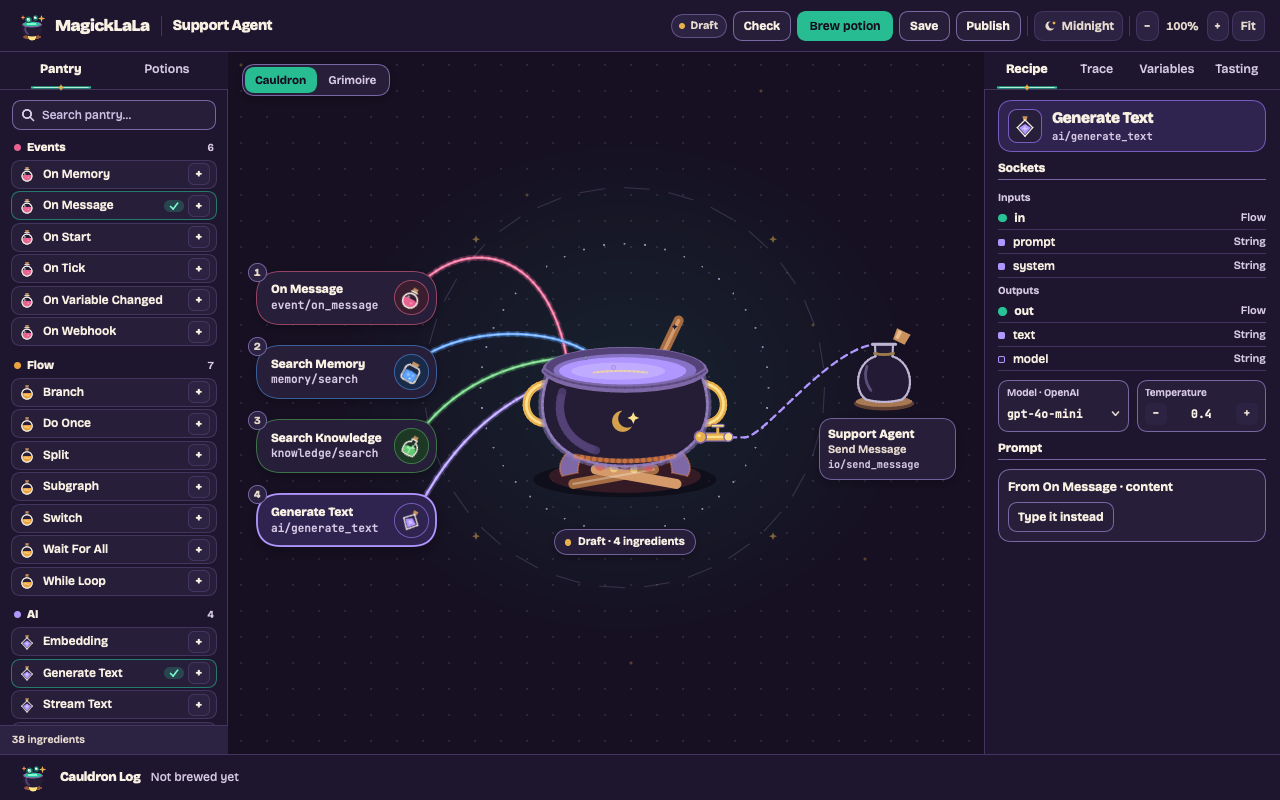 MagickLaLa
Support Agent
Draft
Check
Brew potion
Save
Publish
Midnight
−
100%
+
Fit
Pantry
Potions
Search pantry...
Events
6
On Memory
+
On Message
+
On Start
+
On Tick
+
On Variable Changed
+
On Webhook
+
Flow
7
Branch
+
Do Once
+
Split
+
Subgraph
+
Switch
+
Wait For All
+
While Loop
+
AI
4
Embedding
+
Generate Text
+
Stream Text
+
38 ingredients
Cauldron
Grimoire
1
On Message
event/on_message
2
Search Memory
memory/search
3
Search Knowledge
knowledge/search
4
Generate Text
ai/generate_text
Draft · 4 ingredients
Support Agent
Send Message
io/send_message
Recipe
Trace
Variables
Tasting
Generate Text
ai/generate_text
Sockets
Inputs
in
Flow
prompt
String
system
String
Outputs
out
Flow
text
String
model
String
Model · OpenAI
gpt-4o-mini
Temperature
−
0.4
+
Prompt
From On Message · content
Type it instead
Cauldron Log
Not brewed yet